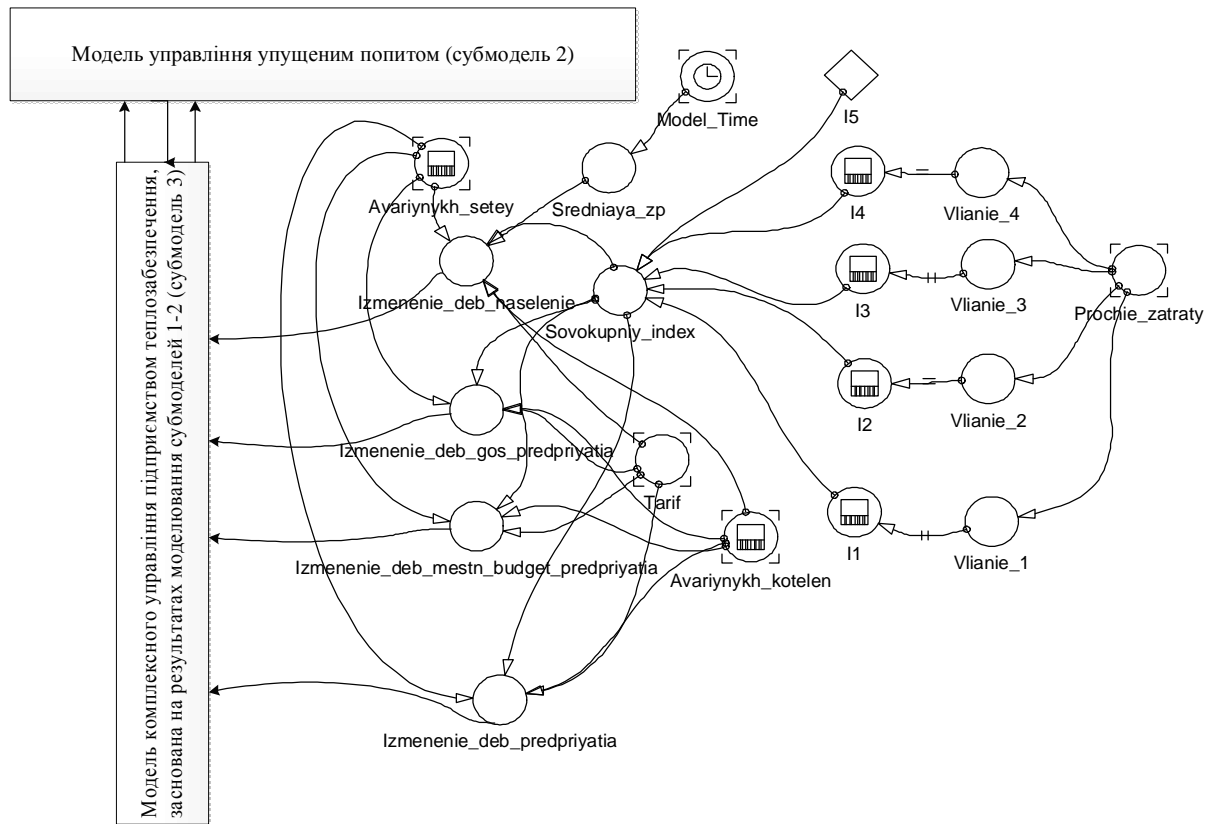 Модель управління упущеним попитом (субмодель 2)
Model_Time
I5
Avariynykh_setey
Sredniaya_zp
I4
Vlianie_4
Izmenenie_deb_naselenie
Sovokupniy_index
I3
Vlianie_3
Prochie_zatraty
I2
Vlianie_2
Izmenenie_deb_gos_predpriyatia
Tarif
Izmenenie_deb_mestn_budget_predpriyatia
Avariynykh_kotelen
I1
Vlianie_1
Izmenenie_deb_predpriyatia
Модель комплексного управління підприємством теплозабезпечення,
заснована на результатах моделювання субмоделей 1-2 (субмодель 3)